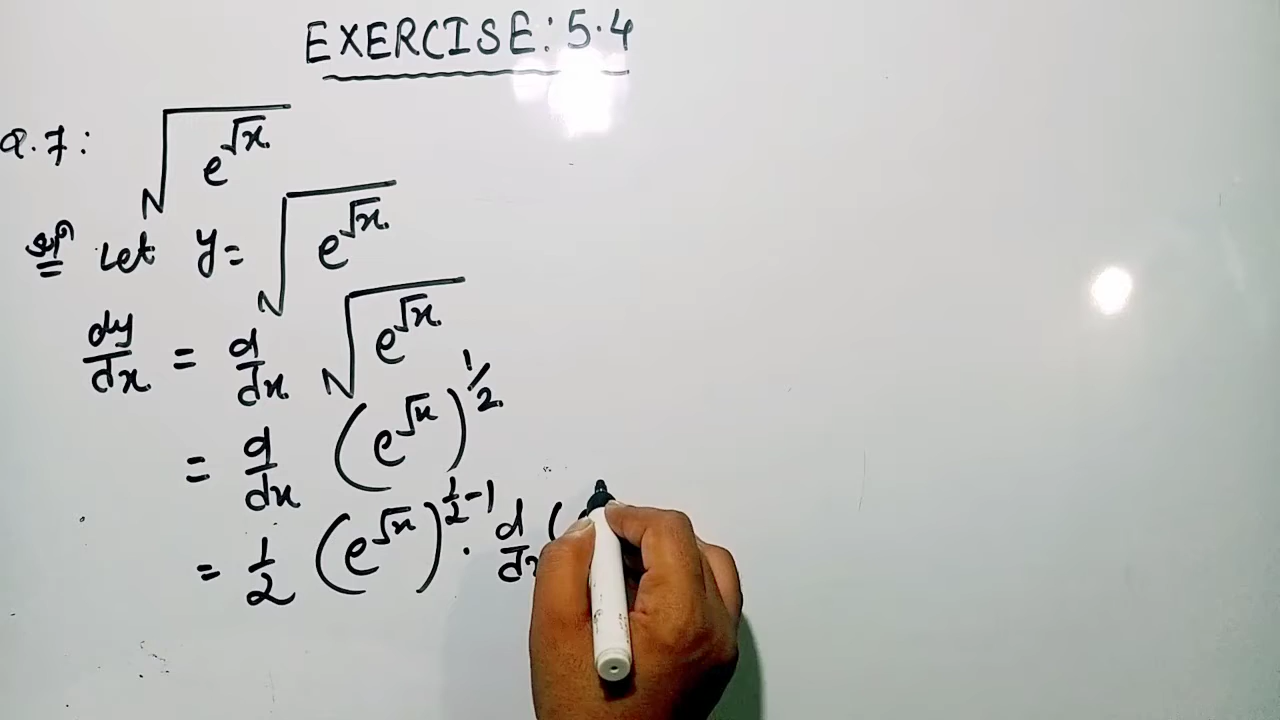 EXERCISE: 5.4
Q.7: √(e^√x)
Let y = √(e^√x)
dy/dx = d/dx √(e^√x)
= d/dx (e^√x)^1/2
= 1/2 (e^√x)^(1/2-1) · d/dx (